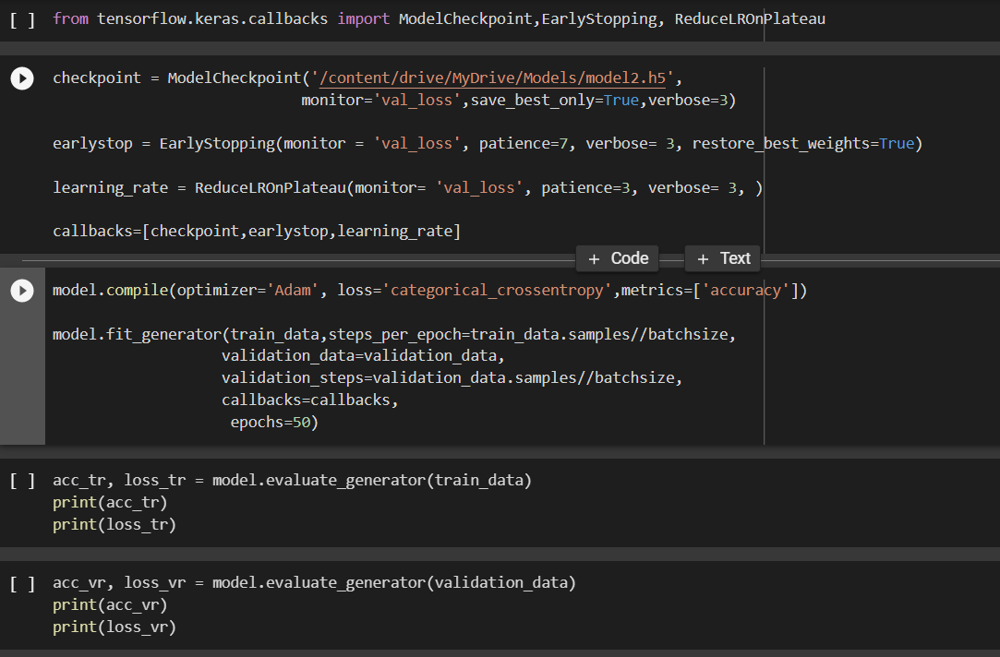 [ ] from tensorflow.keras.callbacks import ModelCheckpoint,EarlyStopping, ReduceLROnPlateau
checkpoint = ModelCheckpoint('/content/drive/MyDrive/Models/model2.h5',
monitor='val_loss',save_best_only=True,verbose=3)
earlystop = EarlyStopping(monitor = 'val_loss', patience=7, verbose= 3, restore_best_weights=True)
learning_rate = ReduceLROnPlateau(monitor= 'val_loss', patience=3, verbose= 3, )
callbacks=[checkpoint,earlystop,learning_rate]
+ Code + Text
model.compile(optimizer='Adam', loss='categorical_crossentropy',metrics=['accuracy'])
model.fit_generator(train_data,steps_per_epoch=train_data.samples//batchsize,
validation_data=validation_data,
validation_steps=validation_data.samples//batchsize,
callbacks=callbacks,
epochs=50)
[ ] acc_tr, loss_tr = model.evaluate_generator(train_data)
print(acc_tr)
print(loss_tr)
[ ] acc_vr, loss_vr = model.evaluate_generator(validation_data)
print(acc_vr)
print(loss_vr)